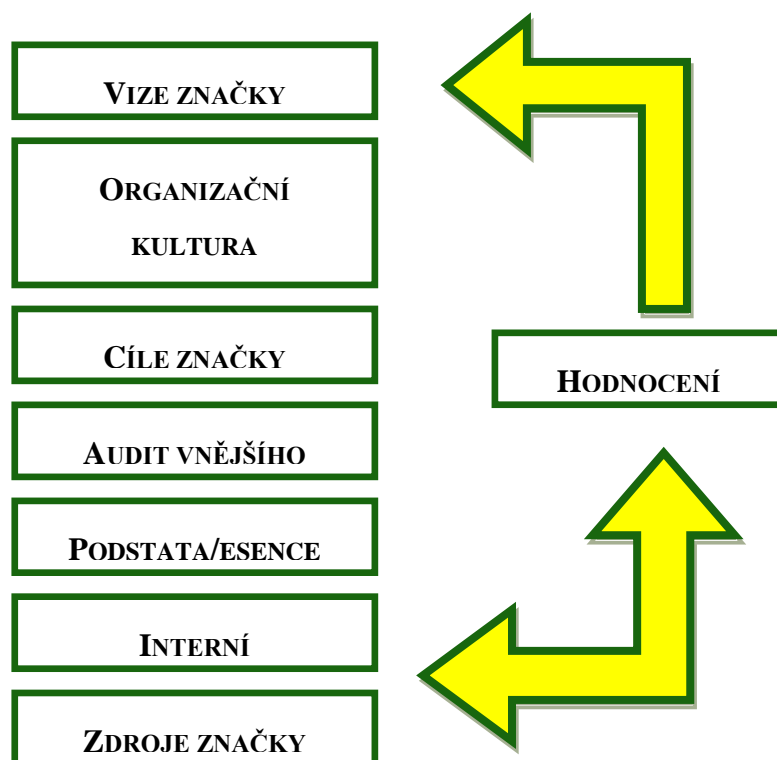 VIZE ZNAČKY
ORGANIZAČNÍ
KULTURA
CÍLE ZNAČKY
HODNOCENÍ
AUDIT VNĚJŠÍHO
PODSTATA/ESENCE
INTERNÍ
ZDROJE ZNAČKY